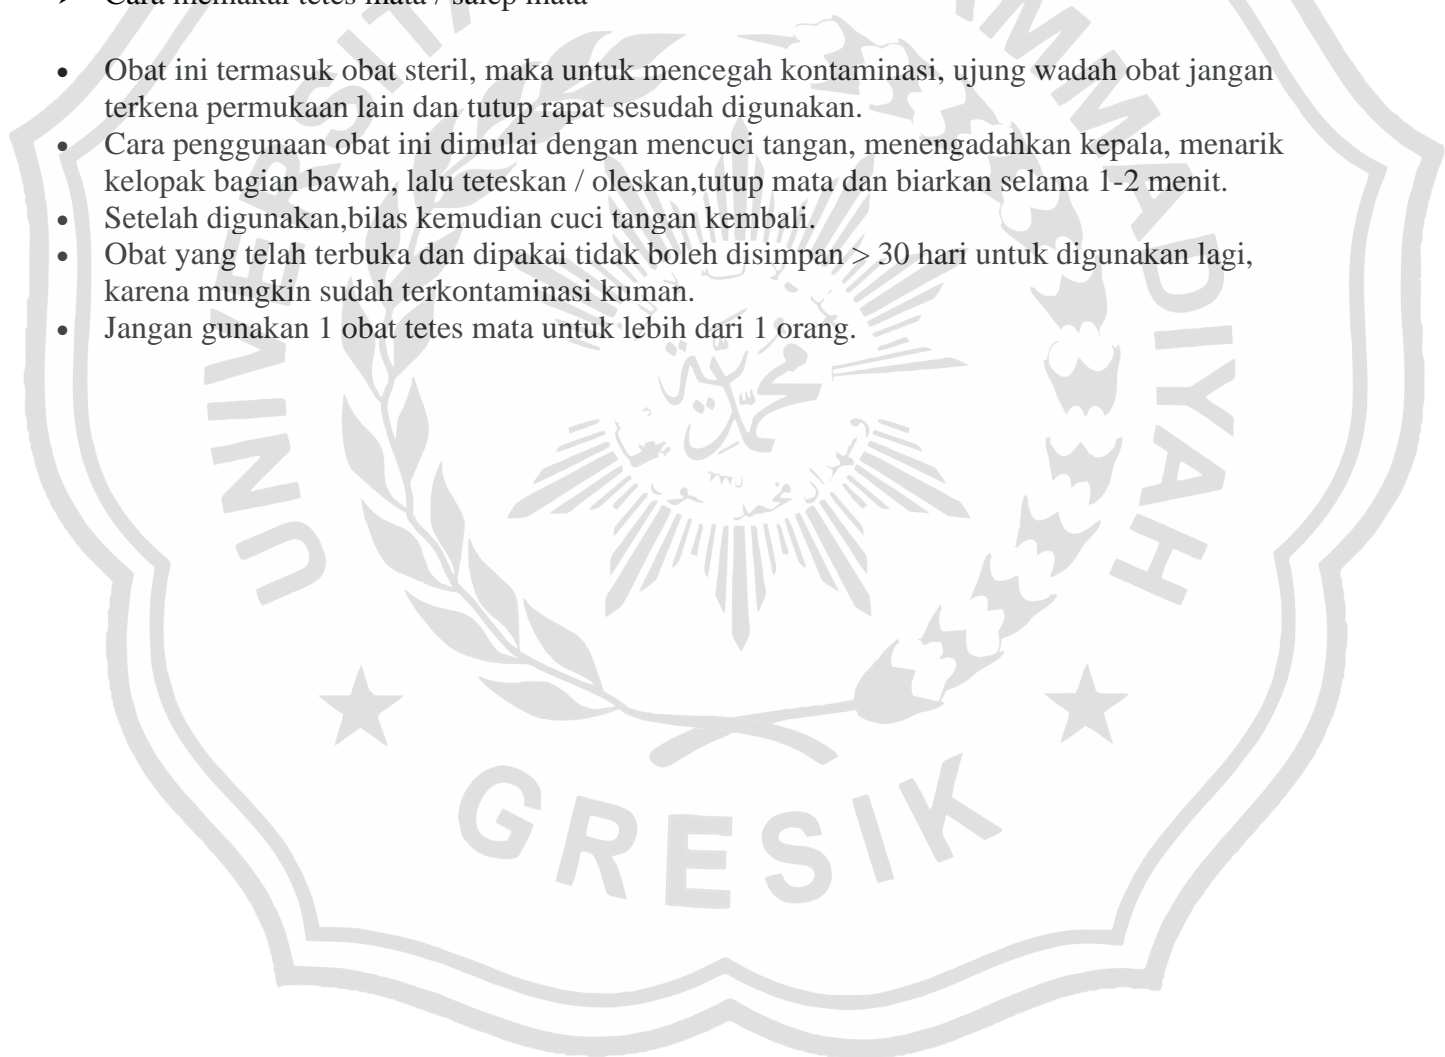 Cara memakai tetes mata / salep mata
• Obat ini termasuk obat steril, maka untuk mencegah kontaminasi, ujung wadah obat jangan
terkena permukaan lain dan tutup rapat sesudah digunakan.
• Cara penggunaan obat ini dimulai dengan mencuci tangan, menengadahkan kepala, menarik
kelopak bagian bawah, lalu teteskan / oleskan,tutup mata dan biarkan selama 1-2 menit.
• Setelah digunakan,bilas kemudian cuci tangan kembali.
• Obat yang telah terbuka dan dipakai tidak boleh disimpan > 30 hari untuk digunakan lagi,
karena mungkin sudah terkontaminasi kuman.
• Jangan gunakan 1 obat tetes mata untuk lebih dari 1 orang.
محمد
GRESIK